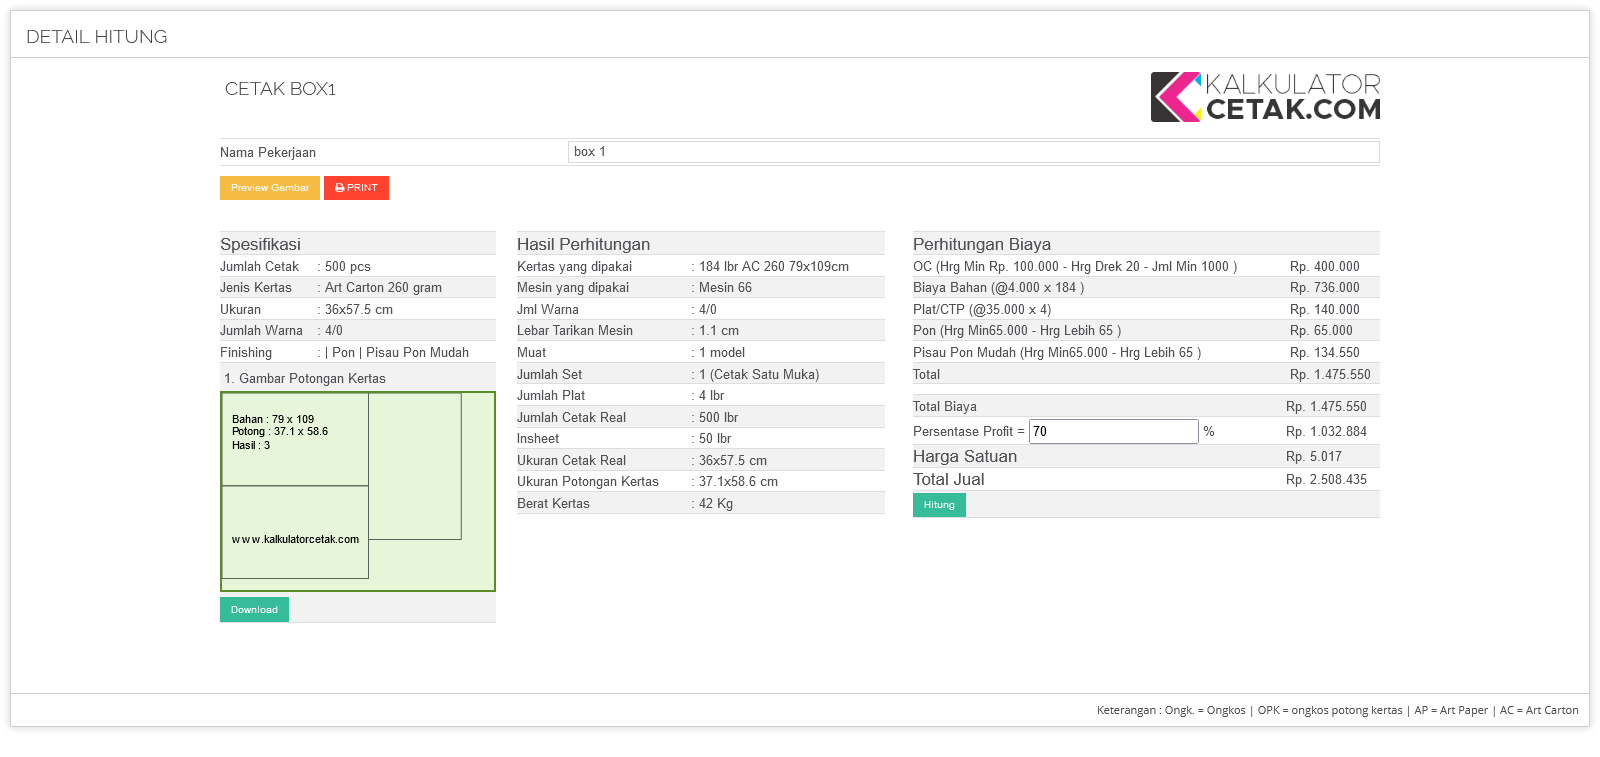 DETAIL HITUNG
CETAK BOX1
KALKULATOR
CETAK.COM
Nama Pekerjaan box 1
Preview Gambar PRINT
Spesifikasi
Jumlah Cetak : 500 pcs
Jenis Kertas : Art Carton 260 gram
Ukuran : 36x57.5 cm
Jumlah Warna : 4/0
Finishing : | Pon | Pisau Pon Mudah
1. Gambar Potongan Kertas
Bahan : 79 x 109
Potong : 37.1 x 58.6
Hasil : 3
www.kalkulatorcetak.com
Download
Hasil Perhitungan
Kertas yang dipakai : 184 lbr AC 260 79x109cm
Mesin yang dipakai : Mesin 66
Jml Warna : 4/0
Lebar Tarikan Mesin : 1.1 cm
Muat : 1 model
Jumlah Set : 1 (Cetak Satu Muka)
Jumlah Plat : 4 lbr
Jumlah Cetak Real : 500 lbr
Insheet : 50 lbr
Ukuran Cetak Real : 36x57.5 cm
Ukuran Potongan Kertas : 37.1x58.6 cm
Berat Kertas : 42 Kg
Perhitungan Biaya
OC (Hrg Min Rp. 100.000 - Hrg Drek 20 - Jml Min 1000 ) Rp. 400.000
Biaya Bahan (@4.000 x 184 ) Rp. 736.000
Plat/CTP (@35.000 x 4) Rp. 140.000
Pon (Hrg Min65.000 - Hrg Lebih 65 ) Rp. 65.000
Pisau Pon Mudah (Hrg Min65.000 - Hrg Lebih 65 ) Rp. 134.550
Total Rp. 1.475.550
Total Biaya Rp. 1.475.550
Persentase Profit = 70 % Rp. 1.032.884
Harga Satuan Rp. 5.017
Total Jual Rp. 2.508.435
Hitung
Keterangan : Ongk. = Ongkos | OPK = ongkos potong kertas | AP = Art Paper | AC = Art Carton